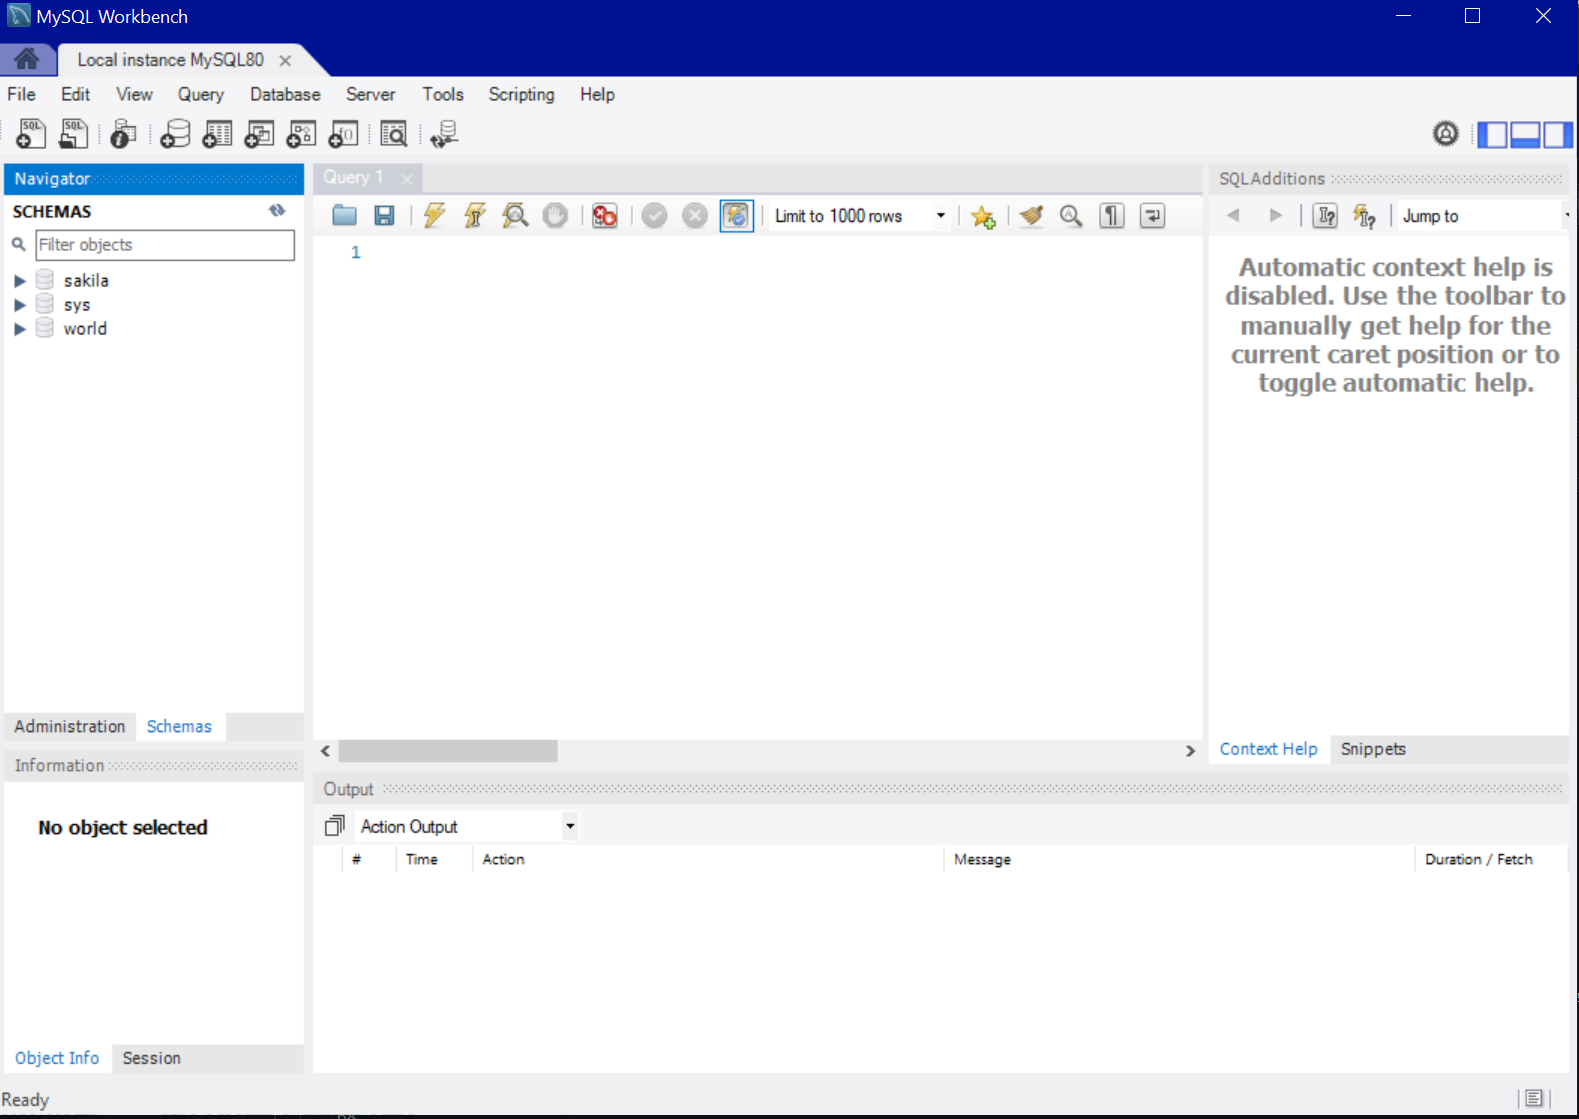 MySQL Workbench
Local instance MySQL80
File Edit View Query Database Server Tools Scripting Help
Navigator
SCHEMAS
Filter objects
sakila
sys
world
Administration Schemas
Information
No object selected
Object Info Session
Query 1
Limit to 1000 rows
1
SQLAdditions
Jump to
Automatic context help is
disabled. Use the toolbar to
manually get help for the
current caret position or to
toggle automatic help.
Context Help Snippets
Output
Action Output
# Time Action Message Duration / Fetch
Ready